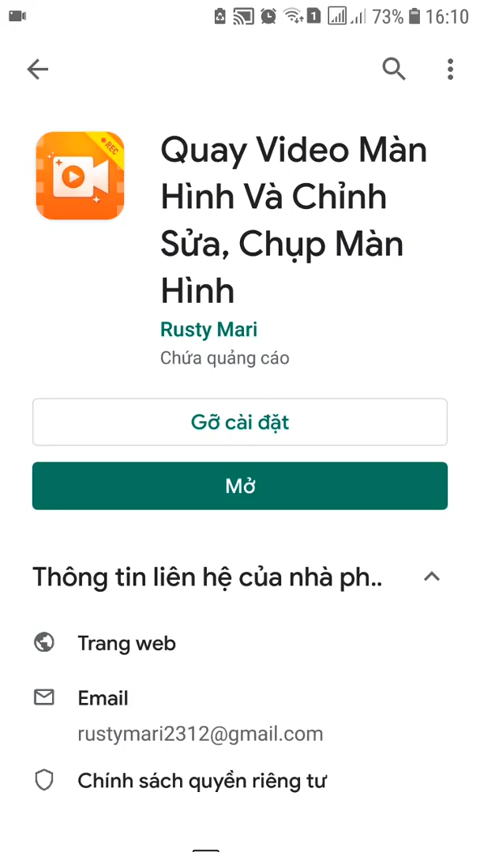 1 73% 16:10
REC
Quay Video Màn
Hình Và Chỉnh
Sửa, Chụp Màn
Hình
Rusty Mari
Chứa quảng cáo
Gỡ cài đặt
Mở
Thông tin liên hệ của nhà ph..
Trang web
Email
rustymari2312@gmail.com
Chính sách quyền riêng tư